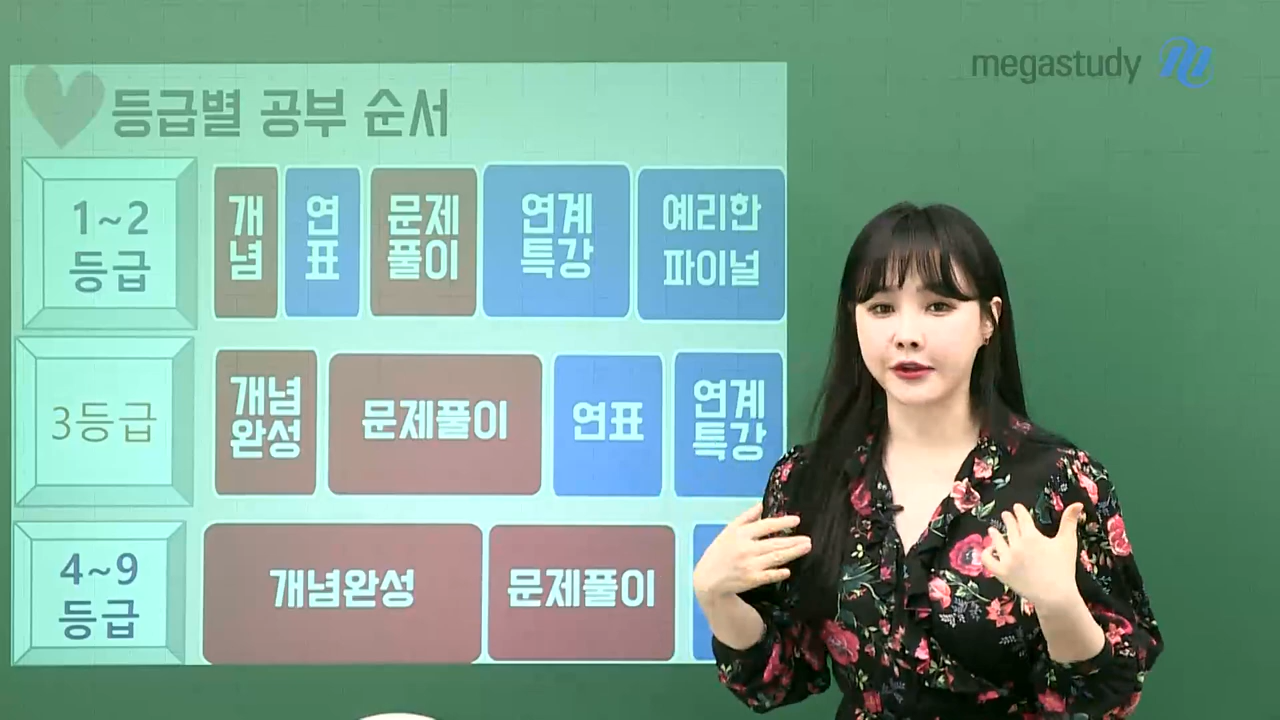 megastudy
등급별 공부 순서
1~2
등급
개
념
연
표
문제
풀이
연계
특강
예리한
파이널
3등급
개념
완성
문제풀이
연표
연계
특강
4~9
등급
개념완성
문제풀이